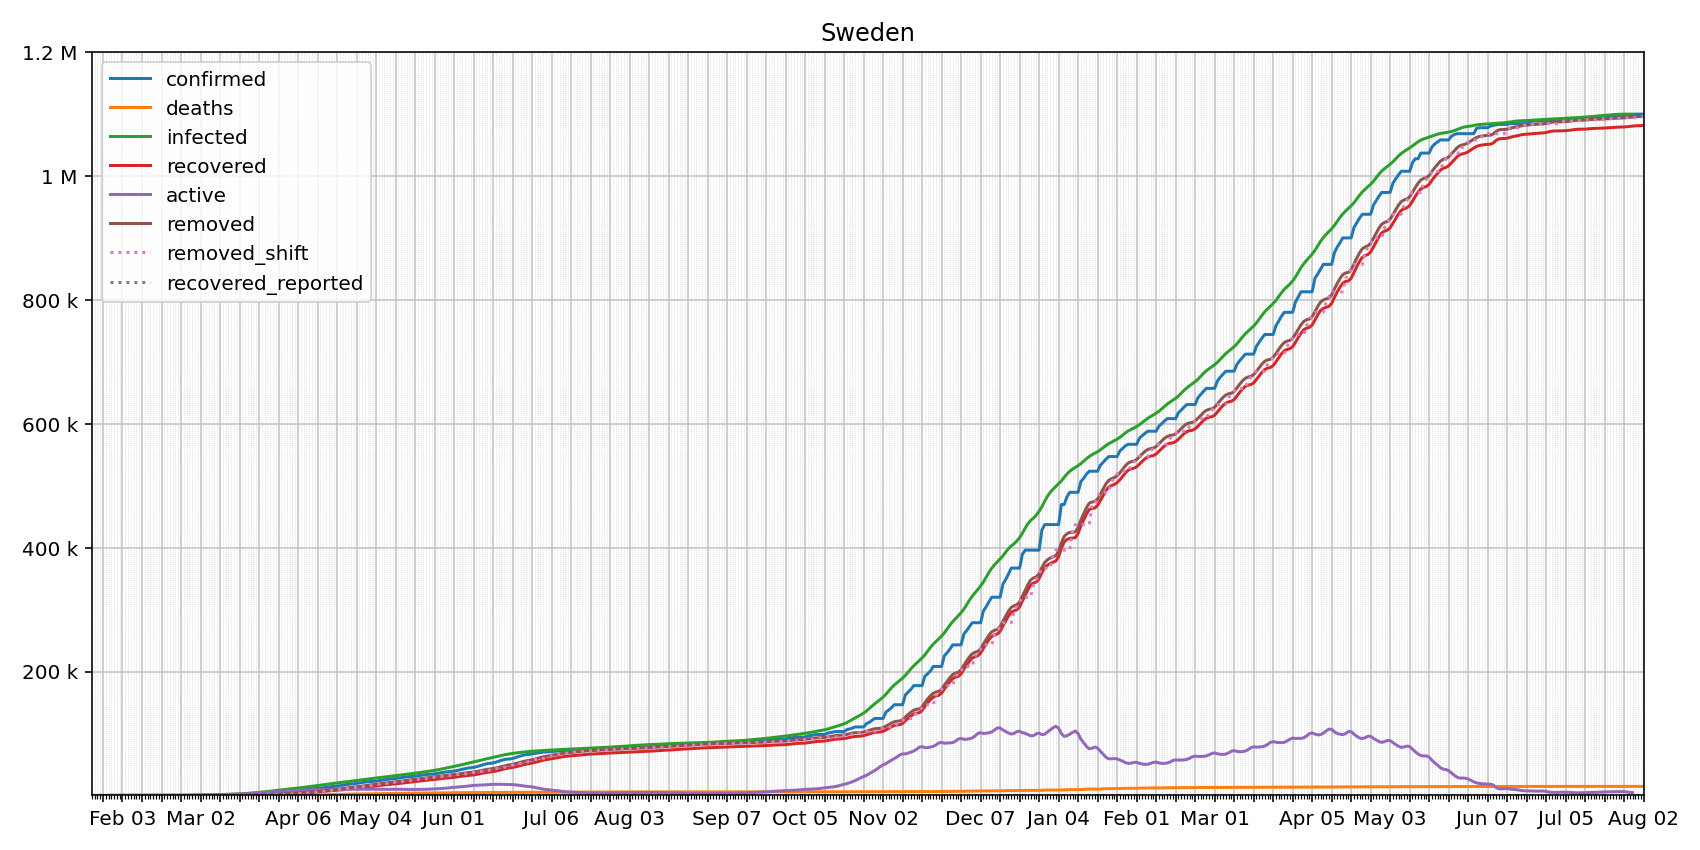 Sweden
1.2 M
1 M
800 k
600 k
400 k
200 k
confirmed
deaths
infected
recovered
active
removed
removed_shift
recovered_reported
Feb 03 Mar 02 Apr 06 May 04 Jun 01 Jul 06 Aug 03 Sep 07 Oct 05 Nov 02 Dec 07 Jan 04 Feb 01 Mar 01 Apr 05 May 03 Jun 07 Jul 05 Aug 02